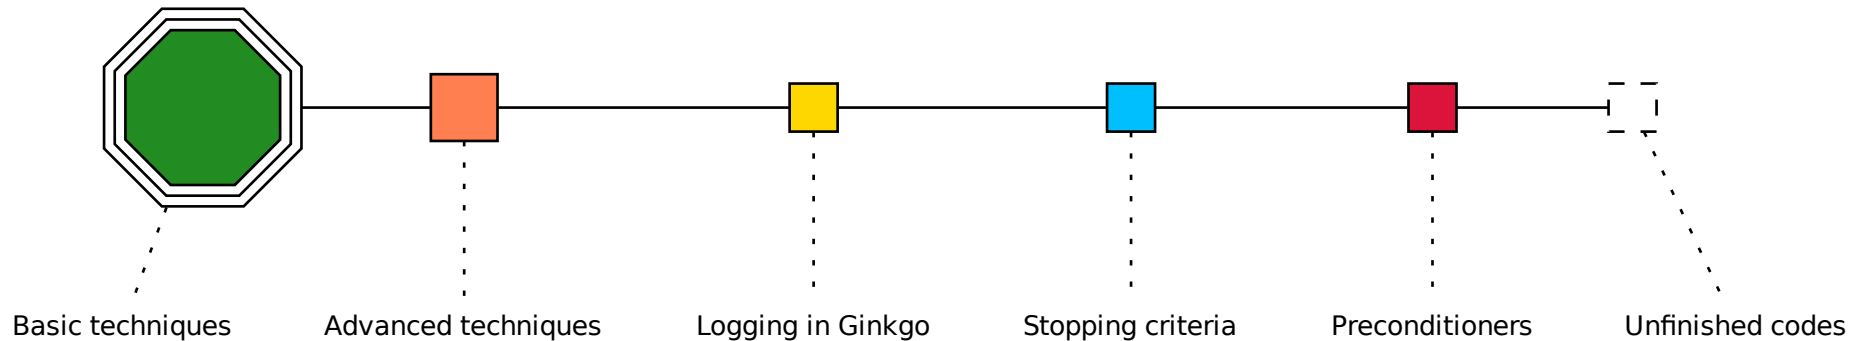 Basic techniques
Advanced techniques
Logging in Ginkgo
Stopping criteria
Preconditioners
Unfinished codes